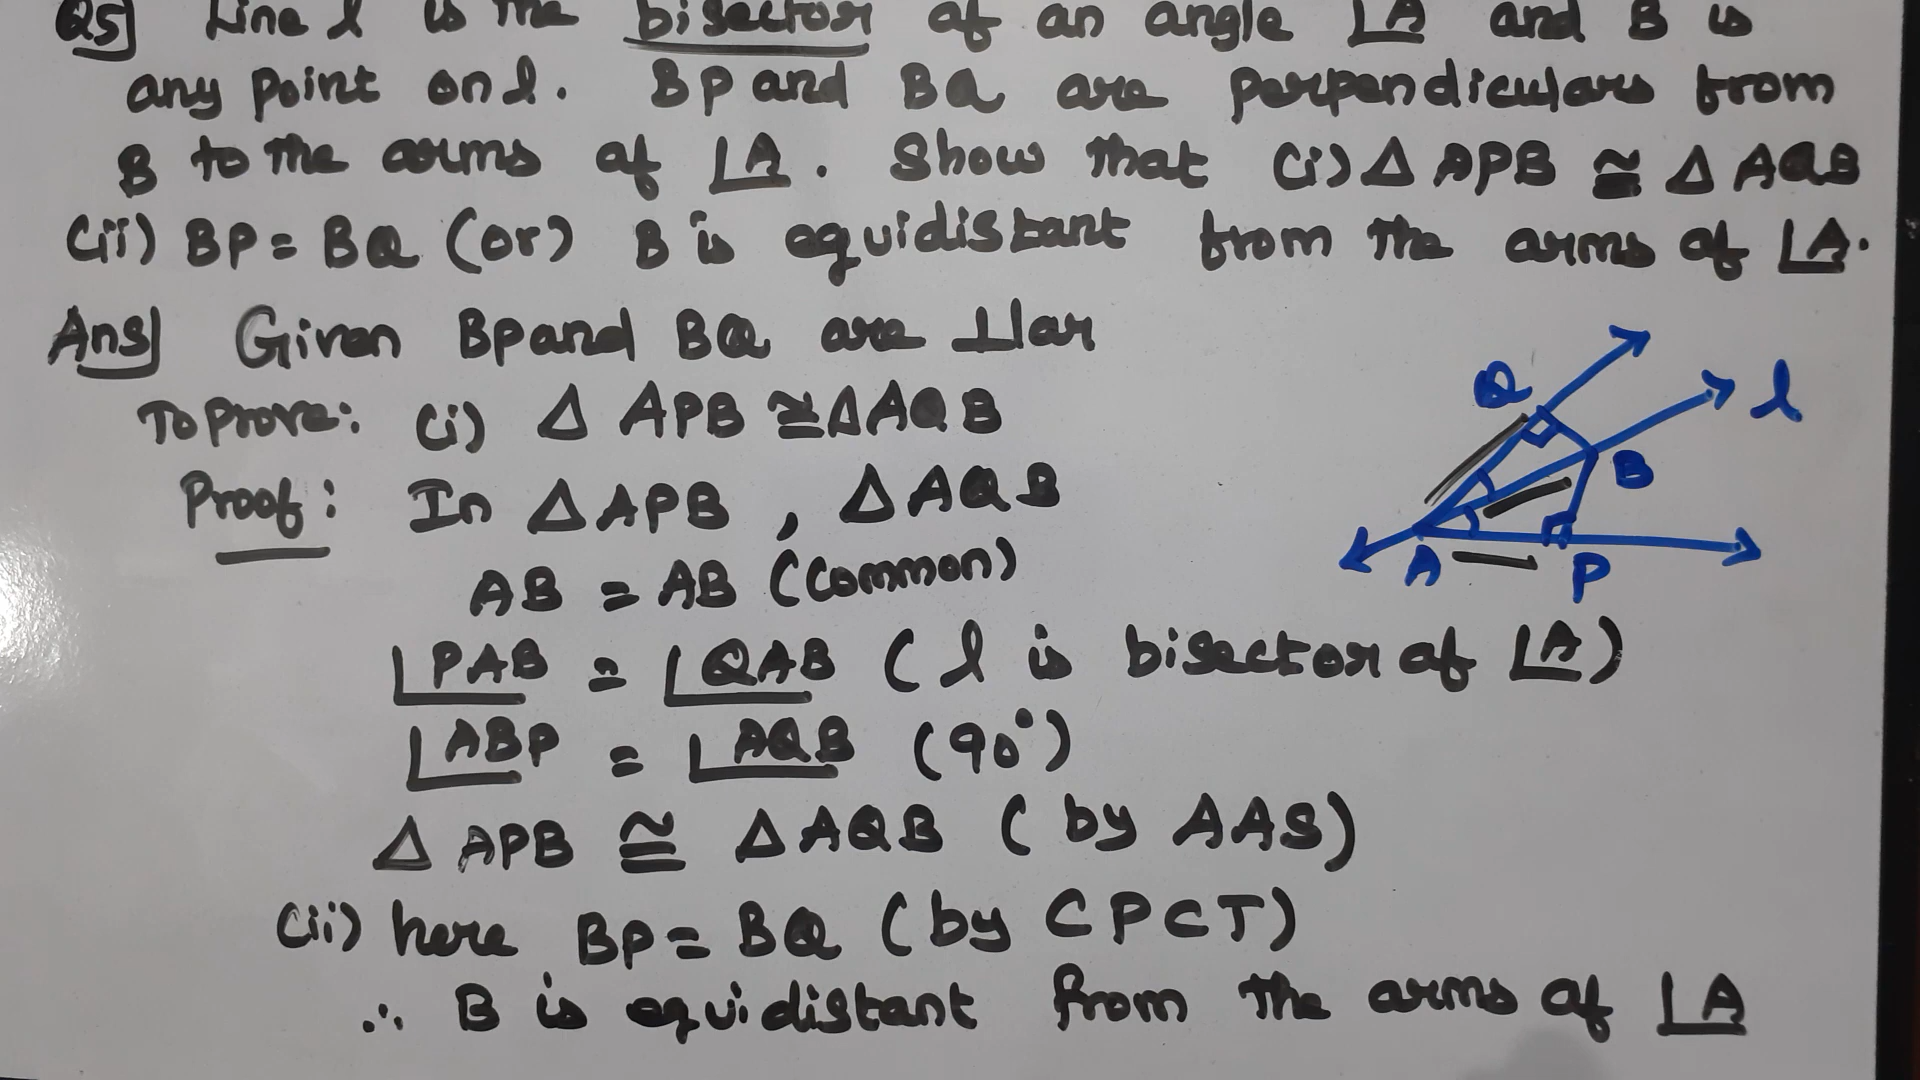 Q5] Line l is the bisector of an angle ∠A and B is
any point on l. BP and BQ are perpendiculars from
B to the arms of ∠A. Show that (i) Δ APB ≅ Δ AQB
(ii) BP = BQ (or) B is equidistant from the arms of ∠A.
Ans] Given BP and BQ are ⊥lar
To Prove: (i) Δ APB ≅ Δ AQB
Proof: In Δ APB, Δ AQB
AB = AB (Common)
∠PAB = ∠QAB (l is bisector of ∠A)
∠ABP = ∠AQB (90°)
Δ APB ≅ Δ AQB (by AAS)
(ii) here BP = BQ (by CPCT)
∴ B is equidistant from the arms of ∠A
Q
l
B
A
P